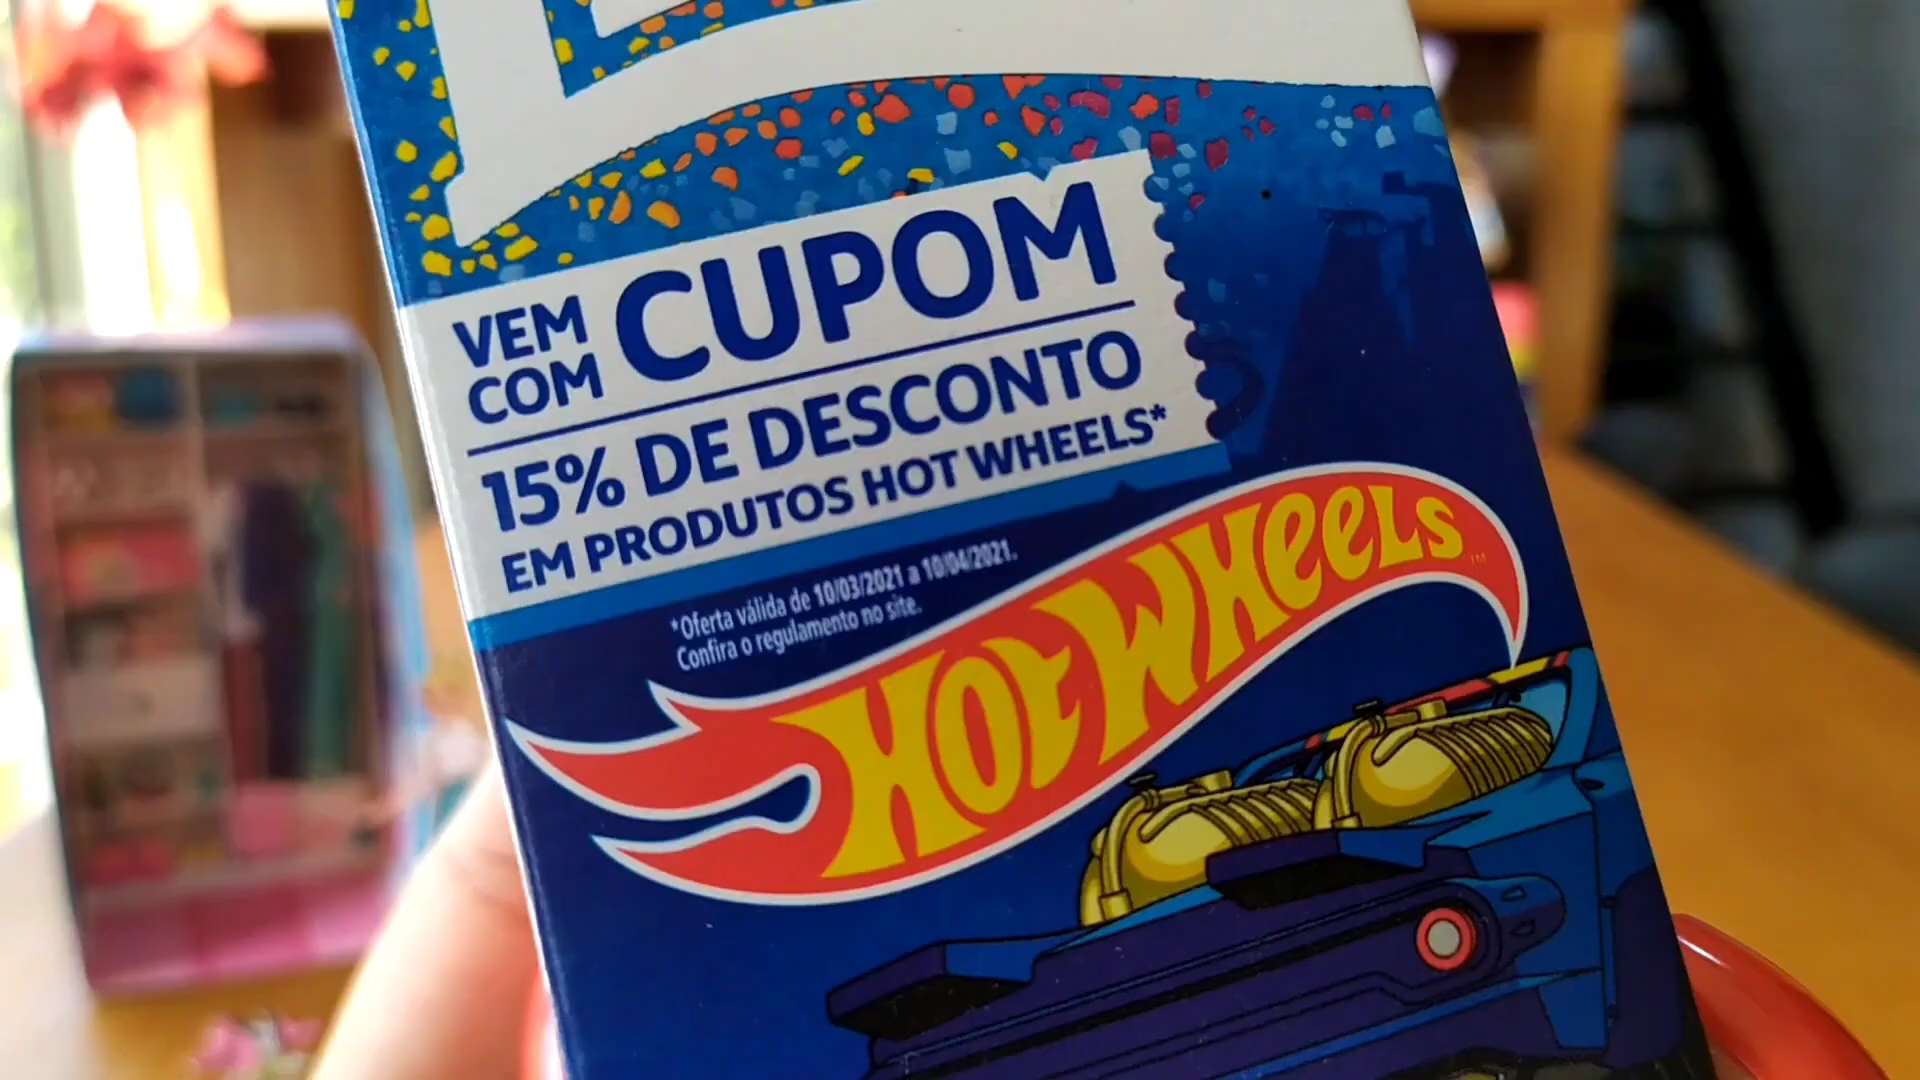 VEM
COM CUPOM
15% DE DESCONTO
EM PRODUTOS HOT WHEELS*
*Oferta válida de 10/03/2021 a 10/04/2021.
Confira o regulamento no site.
HOT WHEELS™